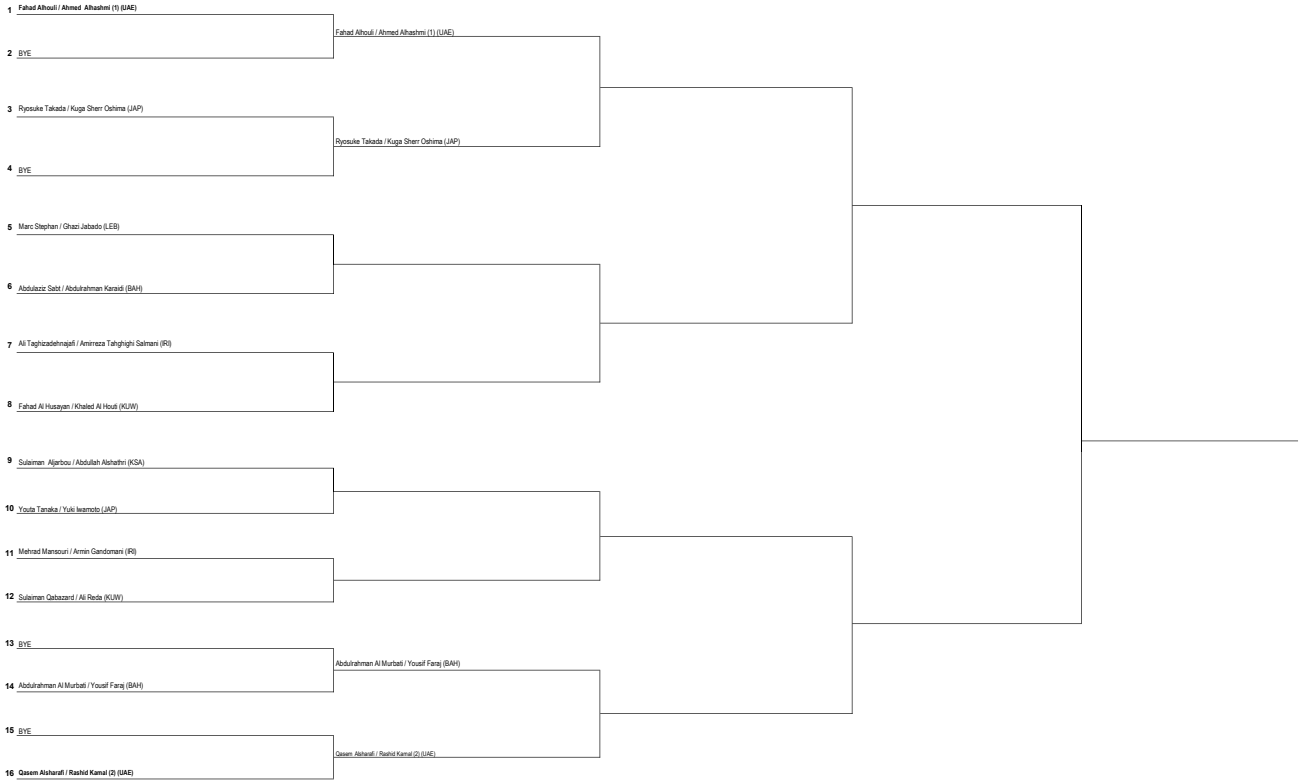 1 Fahad Alhouli / Ahmed Alhashmi (1) (UAE)
Fahad Alhouli / Ahmed Alhashmi (1) (UAE)
2 BYE
3 Ryosuke Takada / Kuga Sherr Oshima (JAP)
Ryosuke Takada / Kuga Sherr Oshima (JAP)
4 BYE
5 Marc Stephan / Ghazi Jabado (LEB)
6 Abdulaziz Sabt / Abdulrahman Karaidi (BAH)
7 Ali Taghizadehnajafi / Amirreza Tahghighi Salmani (IRI)
8 Fahad Al Husayan / Khaled Al Houti (KUW)
9 Sulaiman Aljarbou / Abdullah Alshathri (KSA)
10 Youta Tanaka / Yuki Iwamoto (JAP)
11 Mehrad Mansouri / Armin Gandomani (IRI)
12 Sulaiman Qabazard / Ali Reda (KUW)
13 BYE
Abdulrahman Al Murbati / Yousif Faraj (BAH)
14 Abdulrahman Al Murbati / Yousif Faraj (BAH)
15 BYE
Qasem Alsharafi / Rashid Kamal (2) (UAE)
16 Qasem Alsharafi / Rashid Kamal (2) (UAE)